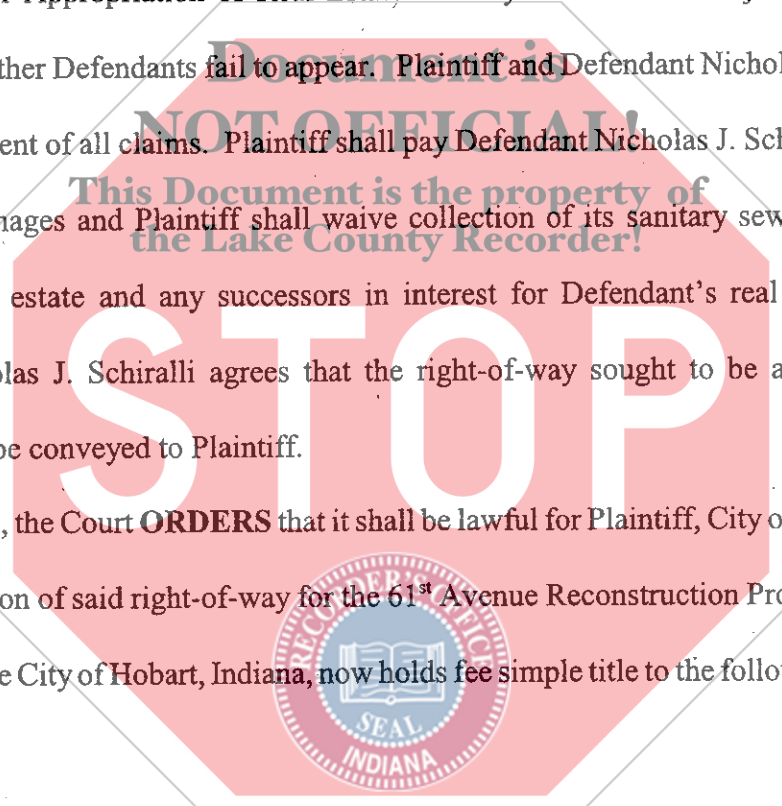 Appropriation
Document is
ther Defendants fail to appear. Plaintiff and Defendant Nichol
NOT OFFICIAL!
ent of all claims. Plaintiff shall pay Defendant Nicholas J. Sch
This Document is the property of
nages and Plaintiff shall waive collection of its sanitary sew
the Lake County Recorder!
estate and any successors in interest for Defendant's real
olas J. Schiralli agrees that the right-of-way sought to be a
be conveyed to Plaintiff.
STOP
, the Court ORDERS that it shall be lawful for Plaintiff, City o
on of said right-of-way for the 61st Avenue Reconstruction Pro
e City of Hobart, Indiana, now holds fee simple title to the follo
RECORDER'S OFFICE
SEAL
INDIANA